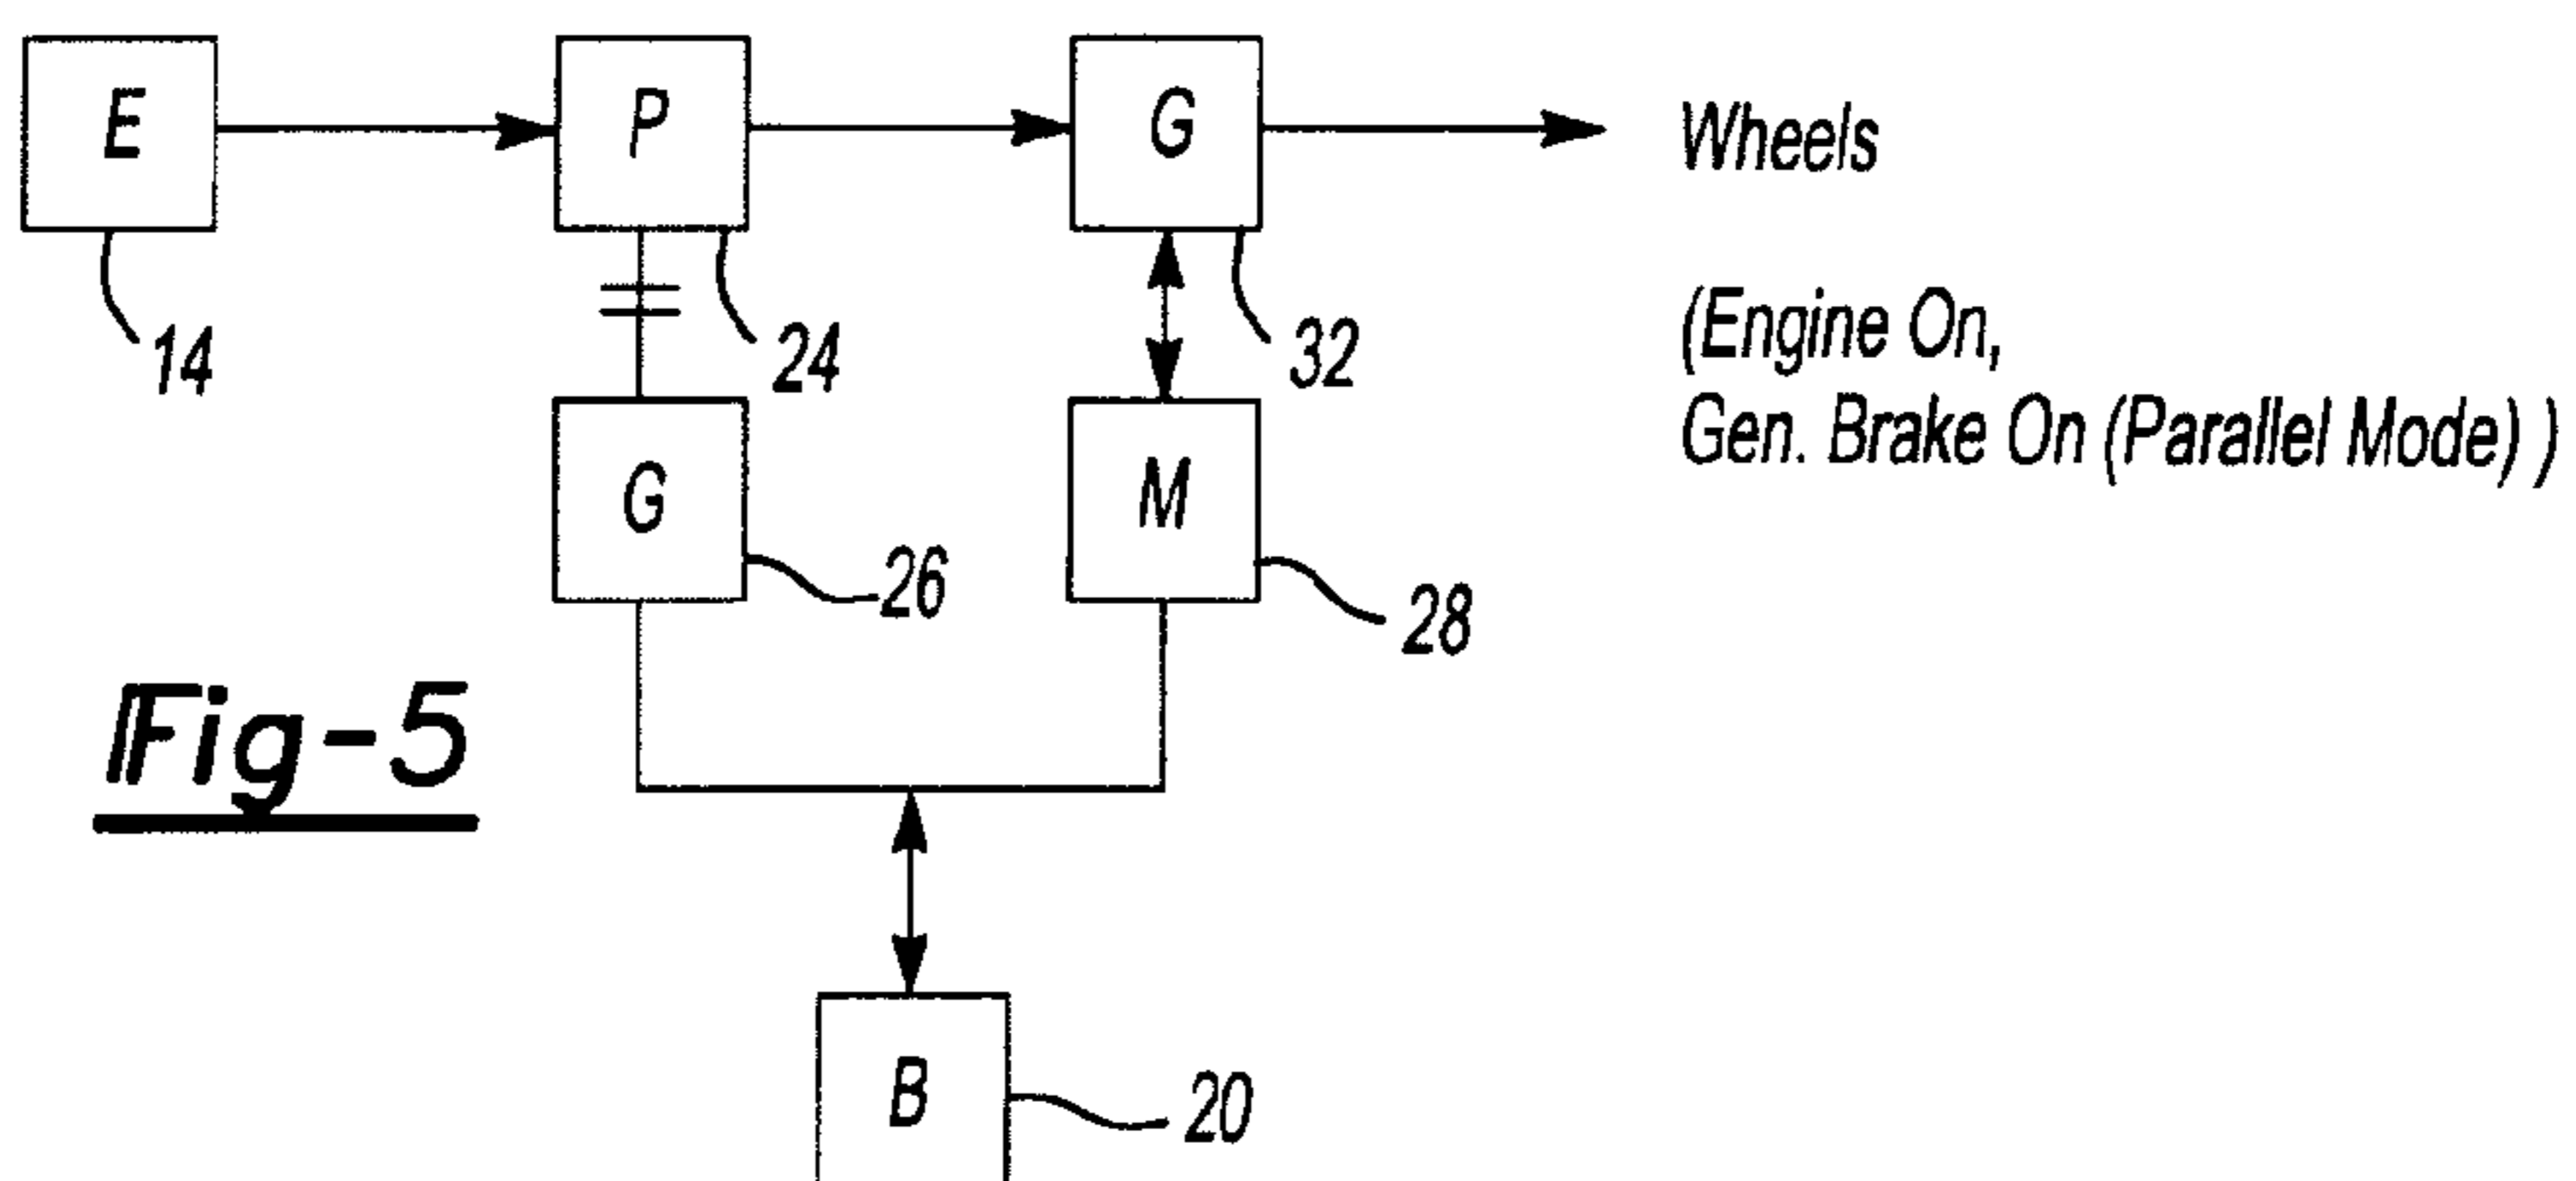 E
P
G
Wheels
14
24
32
(Engine On,
Gen. Brake On (Parallel Mode) )
G
M
26
28
Fig-5
B
20